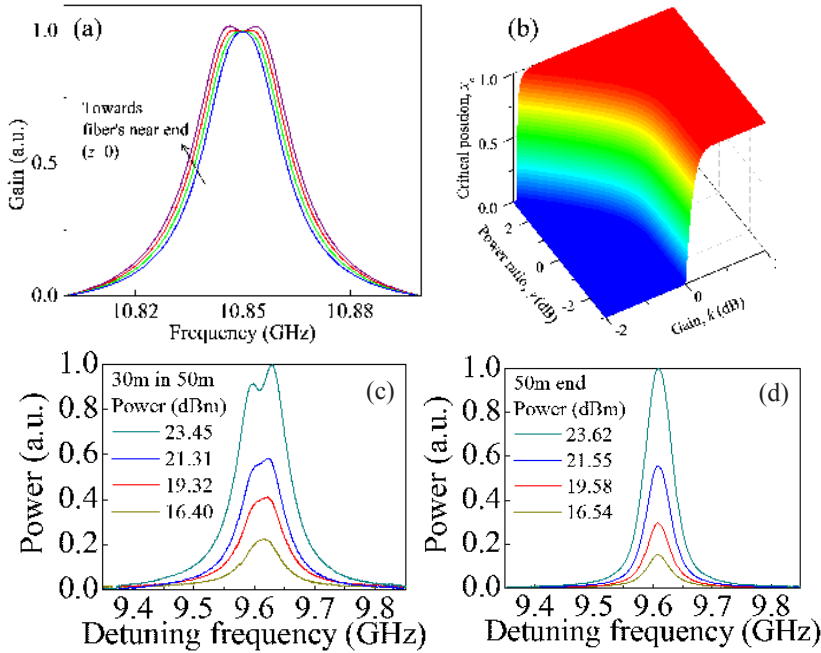 (a)
1.0
0.5
0.0
Gain (a.u.)
Towards
fiber's near end
(z 0)
10.82
10.85
10.88
Frequency (GHz)
(b)
Critical position,
1.0
0.5
0.0
2
0
-2
Power ratio, r (dB)
-2
0
Gain, k (dB)
(c)
30m in 50m
Power (dBm)
23.45
21.31
19.32
16.40
1.0
0.8
0.6
0.4
0.2
0.0
Power (a.u.)
9.4
9.6
9.7
9.8
Detuning frequency (GHz)
(d)
50m end
Power (dBm)
23.62
21.55
19.58
16.54
1.0
0.8
0.6
0.4
0.2
0.0
Power (a.u.)
9.4
9.6
9.7
9.8
Detuning frequency (GHz)